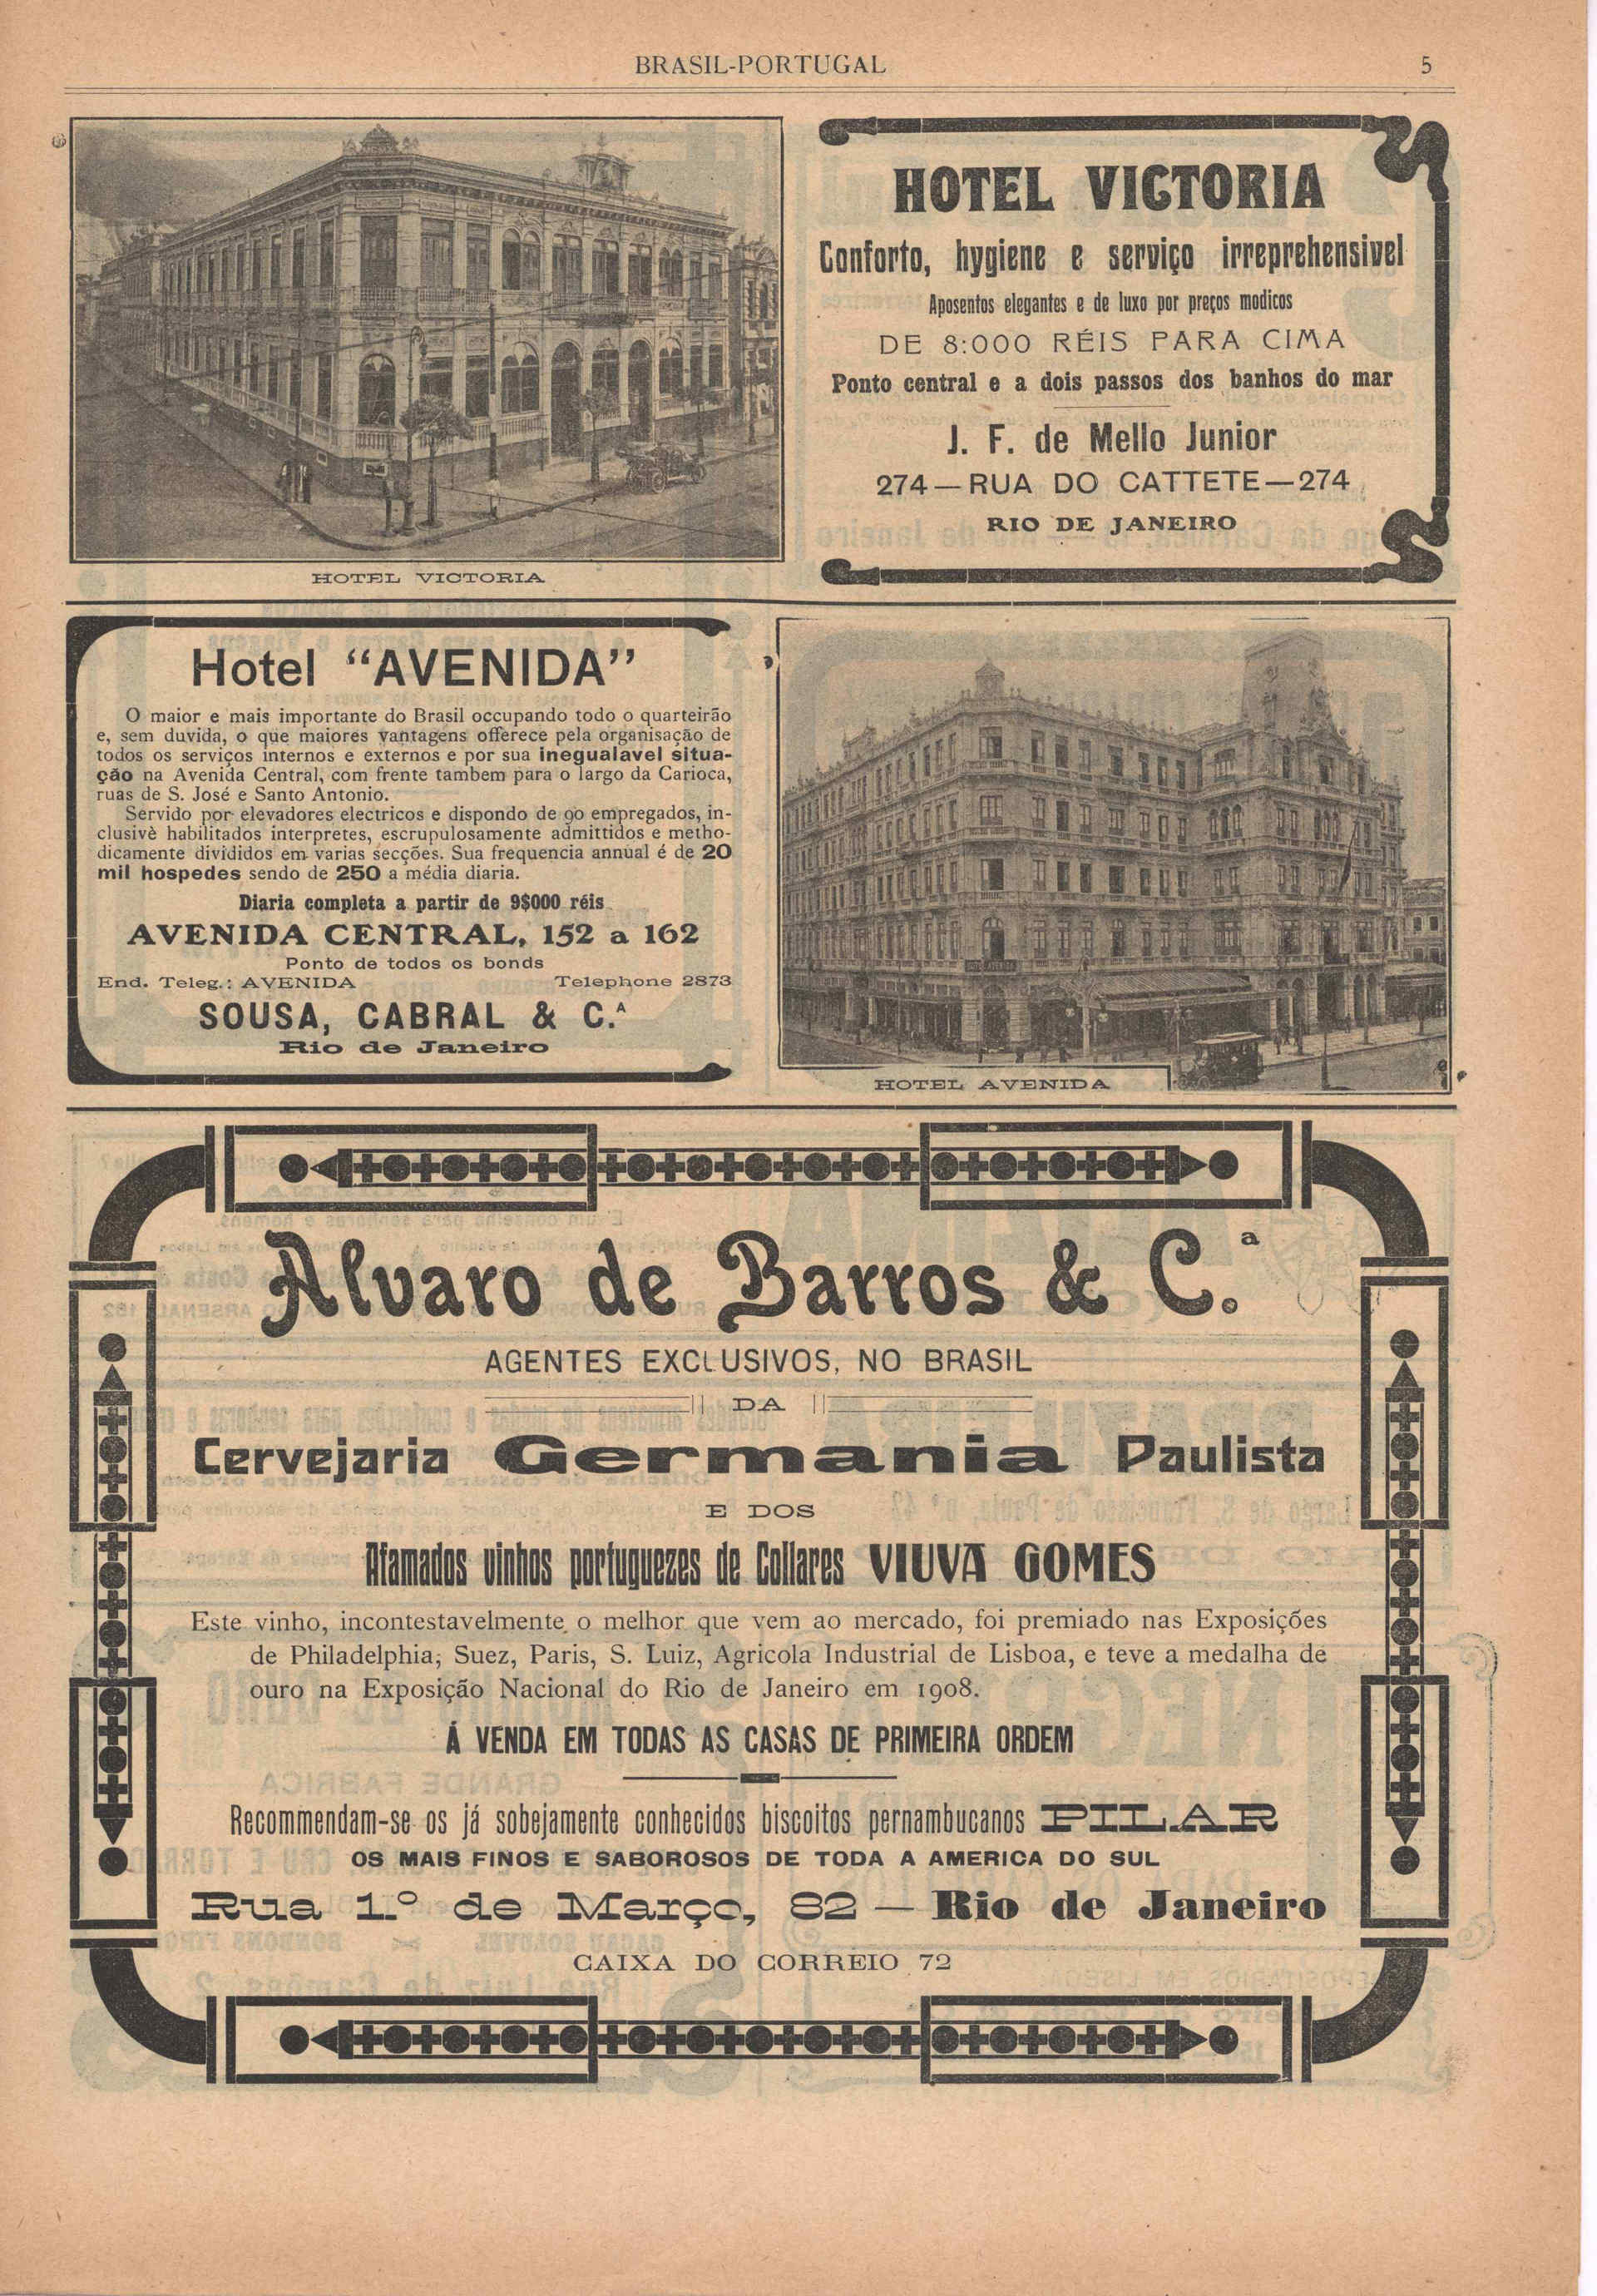 BRASIL-PORTUGAL 5
HOTEL VICTORIA
HOTEL VICTORIA
Conforto, hygiene e serviço irreprehensivel
Aposentos elegantes e de luxo por preços modicos
DE 8:000 RÉIS PARA CIMA
Ponto central e a dois passos dos banhos do mar
J. F. de Mello Junior
274—RUA DO CATTETE—274
RIO DE JANEIRO
Hotel “AVENIDA”
O maior e mais importante do Brasil occupando todo o quarteirão
e, sem duvida, o que maiores vantagens offerece pela organisação de
todos os serviços internos e externos e por sua inegualavel situa-
ção na Avenida Central, com frente tambem para o largo da Carioca,
ruas de S. José e Santo Antonio.
Servido por elevadores electricos e dispondo de 90 empregados, in-
clusivè habilitados interpretes, escrupulosamente admittidos e metho-
dicamente divididos em varias secções. Sua frequencia annual é de 20
mil hospedes sendo de 250 a média diaria.
Diaria completa a partir de 9$000 réis
AVENIDA CENTRAL, 152 a 162
Ponto de todos os bonds
End. Teleg.: AVENIDA Telephone 2873
SOUSA, CABRAL & C.ᴬ
Rio de Janeiro
HOTEL AVENIDA
Alvaro de Barros & C.ª
AGENTES EXCLUSIVOS, NO BRASIL
DA
Cervejaria Germania Paulista
E DOS
Afamados vinhos portuguezes de Collares VIUVA GOMES
Este vinho, incontestavelmente o melhor que vem ao mercado, foi premiado nas Exposições
de Philadelphia, Suez, Paris, S. Luiz, Agricola Industrial de Lisboa, e teve a medalha de
ouro na Exposição Nacional do Rio de Janeiro em 1908.
Á VENDA EM TODAS AS CASAS DE PRIMEIRA ORDEM
Recommendam-se os já sobejamente conhecidos biscoitos pernambucanos PILAR
OS MAIS FINOS E SABOROSOS DE TODA A AMERICA DO SUL
Rua 1.º de Março, 82 — Rio de Janeiro
CAIXA DO CORREIO 72